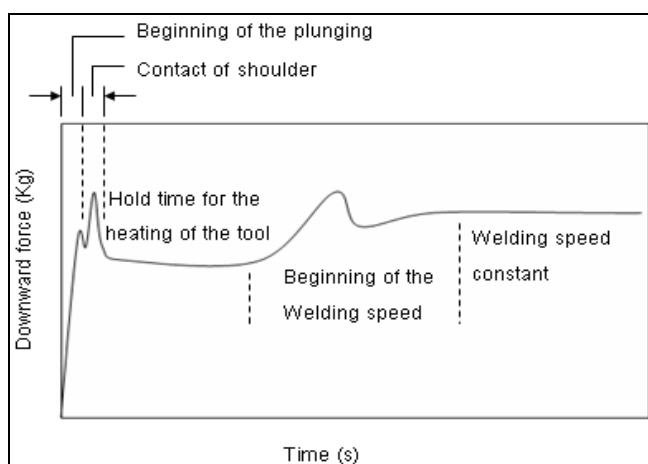 Beginning of the plunging
Contact of shoulder
Hold time for the
heating of the tool
Welding speed
constant
Beginning of the
Welding speed
Downward force (Kg)
Time (s)